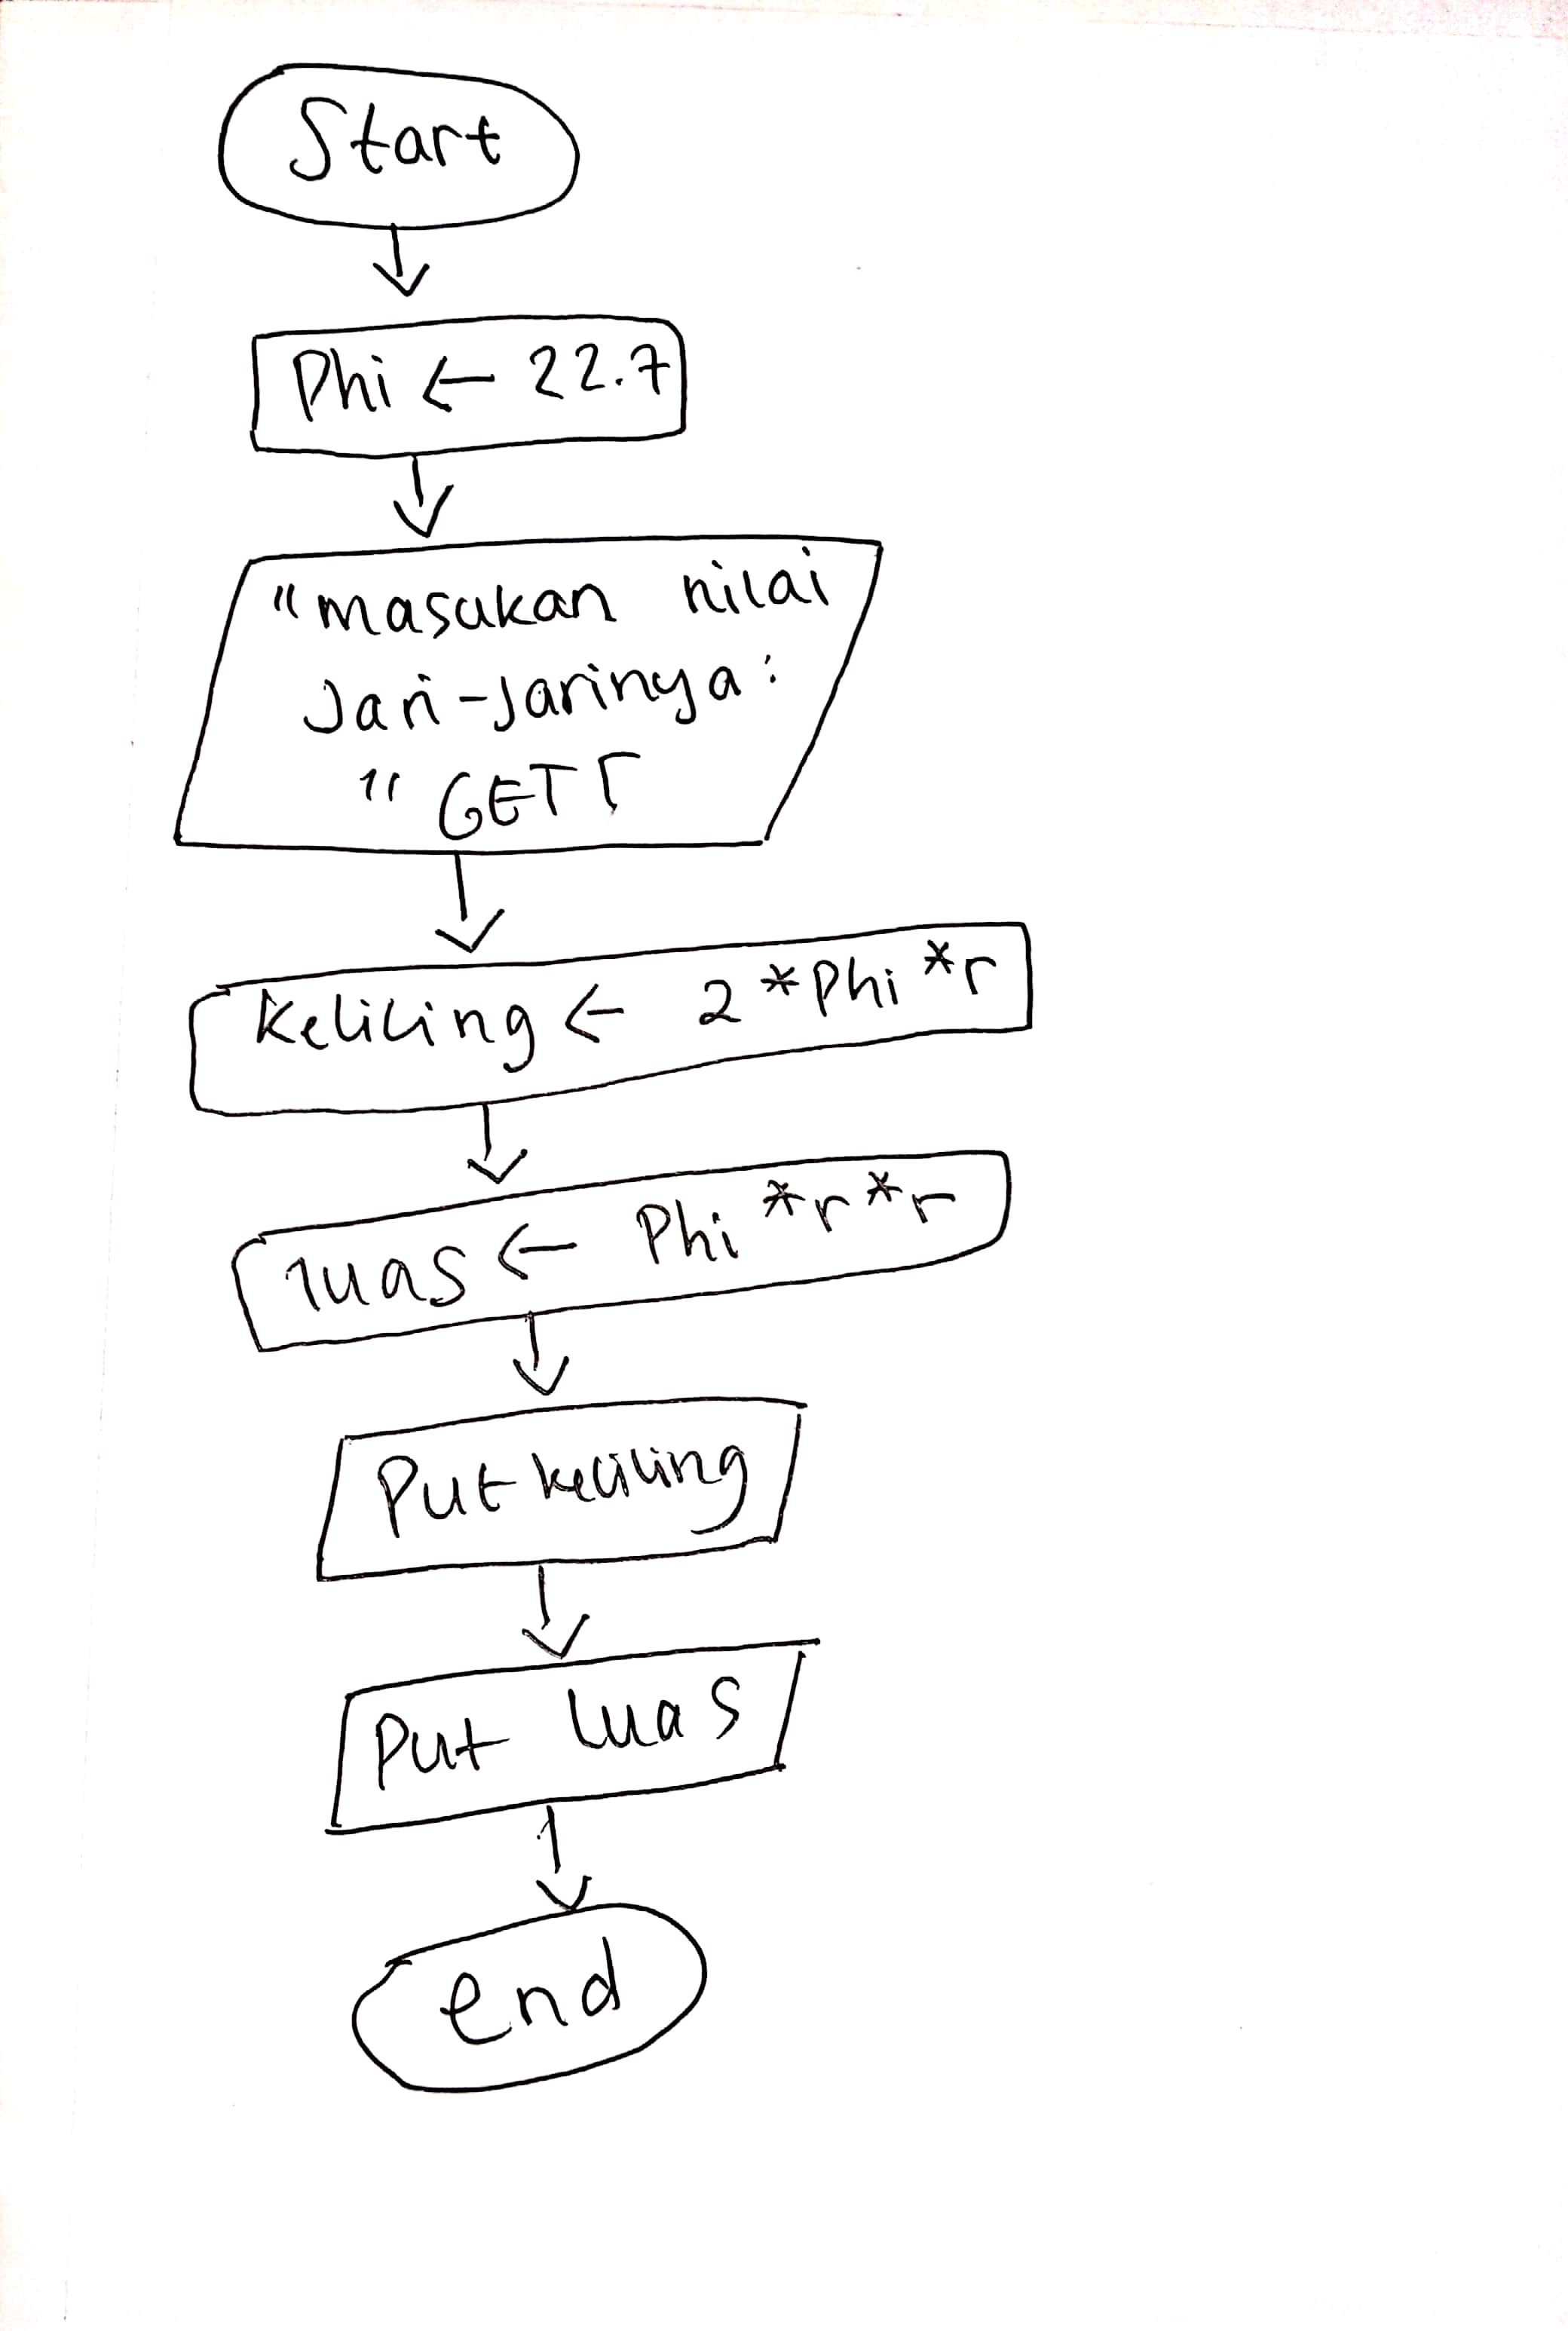 Start
Phi ← 22.7
"masukan nilai
Jari-Jarinya:
" GET r
Keliling ← 2 * Phi * r
luas ← Phi * r * r
Put keliling
Put luas
end